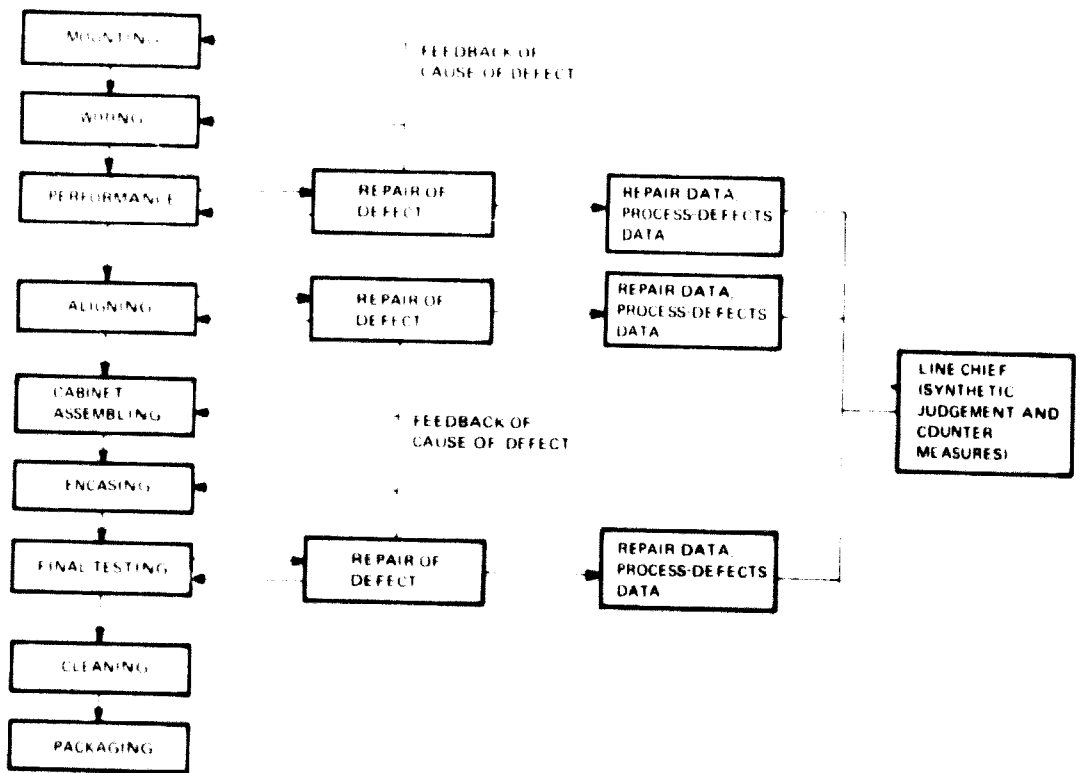 MOUNTING
FEEDBACK OF
CAUSE OF DEFECT
WIRING
PERFORMANCE
REPAIR OF
DEFECT
REPAIR DATA,
PROCESS-DEFECTS
DATA
ALIGNING
REPAIR OF
DEFECT
REPAIR DATA,
PROCESS-DEFECTS
DATA
LINE CHIEF
(SYNTHETIC
JUDGEMENT AND
COUNTER
MEASURES)
CABINET
ASSEMBLING
FEEDBACK OF
CAUSE OF DEFECT
ENCASING
FINAL TESTING
REPAIR OF
DEFECT
REPAIR DATA,
PROCESS-DEFECTS
DATA
CLEANING
PACKAGING